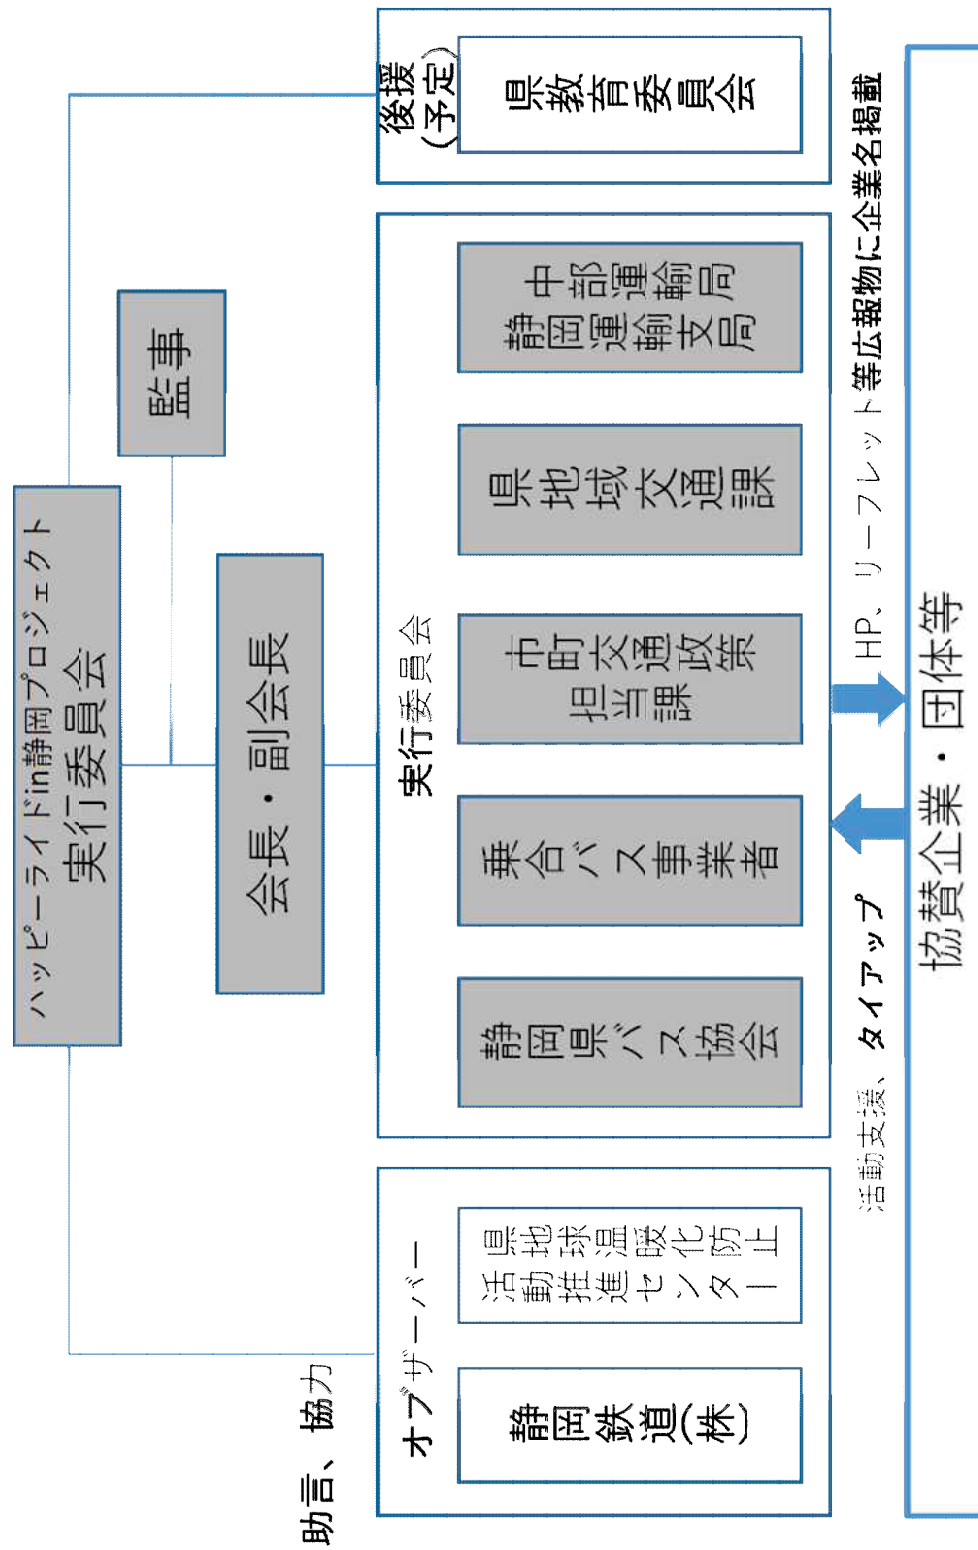 ハッピーライドin静岡プロジェクト
実行委員会
監事
会長・副会長
助言、協力
オブザーバー
静岡鉄道(株)
県地球温暖化防止
活動推進センター
実行委員会
静岡県バス協会
乗合バス事業者
市町交通政策
担当課
県地域交通課
中部運輸局
静岡運輸支局
後援
(予定)
県教育委員会
活動支援、タイアップ
HP、リーフレット等広報物に企業名掲載
協賛企業・団体等